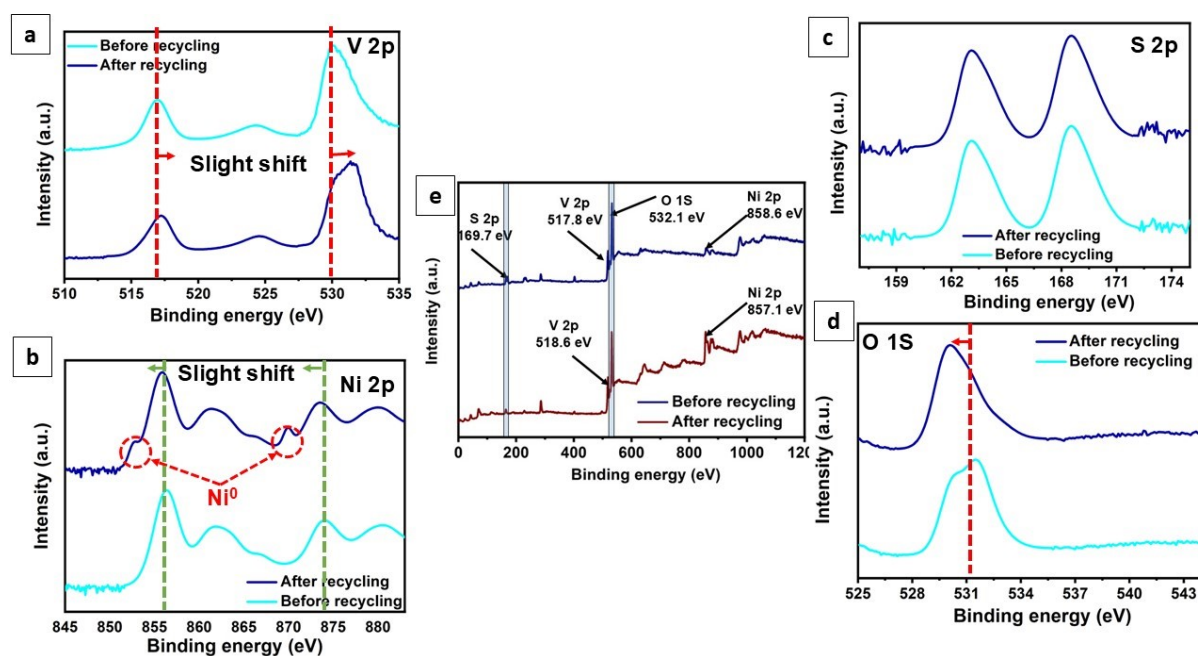 a
V 2p
Before recycling
After recycling
Slight shift
Intensity (a.u.)
510 515 520 525 530 535
Binding energy (eV)
b
Slight shift
Ni 2p
Ni⁰
Intensity (a.u.)
After recycling
Before recycling
845 850 855 860 865 870 875 880
Binding energy (eV)
e
S 2p
169.7 eV
V 2p
517.8 eV
O 1S
532.1 eV
Ni 2p
858.6 eV
Ni 2p
857.1 eV
V 2p
518.6 eV
Intensity (a.u.)
Before recycling
After recycling
0 200 400 600 800 1000 120
Binding energy (eV)
c
S 2p
Intensity (a.u.)
After recycling
Before recycling
159 162 165 168 171 174
Binding energy (eV)
d
O 1S
After recycling
Before recycling
Intensity (a.u.)
525 528 531 534 537 540 543
Binding energy (eV)